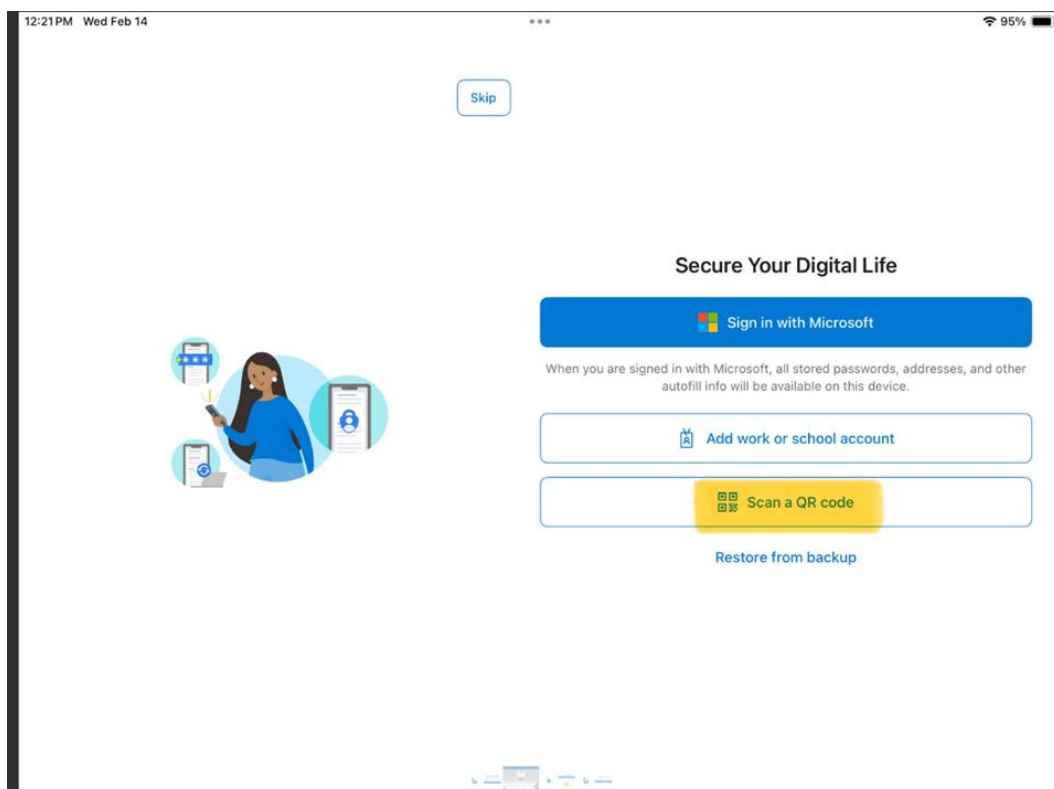 12:21 PM Wed Feb 14
95%
Skip
Secure Your Digital Life
Sign in with Microsoft
When you are signed in with Microsoft, all stored passwords, addresses, and other
autofill info will be available on this device.
Add work or school account
Scan a QR code
Restore from backup